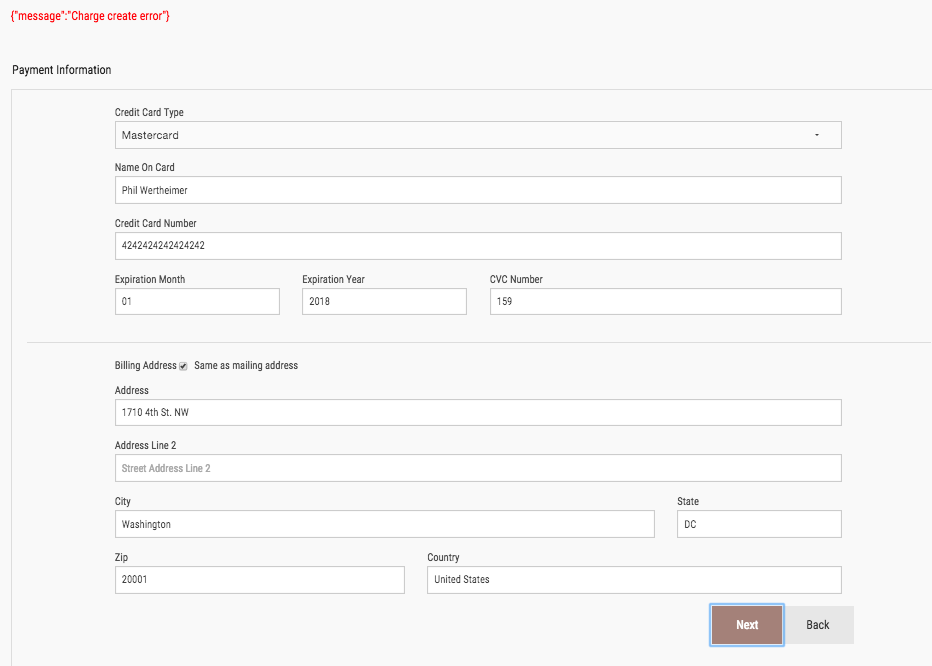 {"message":"Charge create error"}
Payment Information
Credit Card Type
Mastercard
Name On Card
Phil Wertheimer
Credit Card Number
4242424242424242
Expiration Month Expiration Year CVC Number
01 2018 159
Billing Address Same as mailing address
Address
1710 4th St. NW
Address Line 2
Street Address Line 2
City State
Washington DC
Zip Country
20001 United States
Next Back